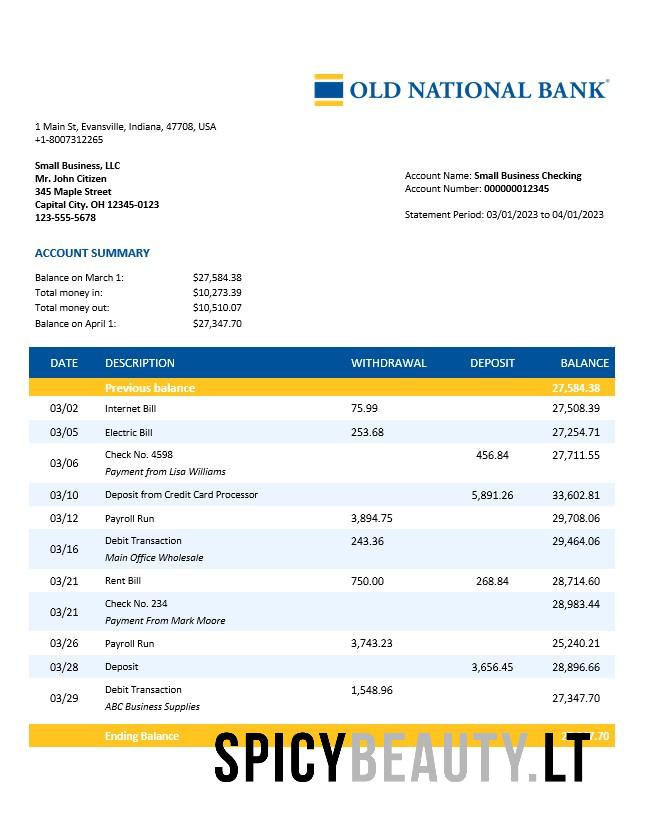 OLD NATIONAL BANK®
1 Main St, Evansville, Indiana, 47708, USA
+1-8007312265
Small Business, LLC
Mr. John Citizen
345 Maple Street
Capital City. OH 12345-0123
123-555-5678
Account Name: Small Business Checking
Account Number: 000000012345
Statement Period: 03/01/2023 to 04/01/2023
ACCOUNT SUMMARY
Balance on March 1: $27,584.38
Total money in: $10,273.39
Total money out: $10,510.07
Balance on April 1: $27,347.70
DATE DESCRIPTION WITHDRAWAL DEPOSIT BALANCE
Previous balance 27,584.38
03/02 Internet Bill 75.99 27,508.39
03/05 Electric Bill 253.68 27,254.71
03/06 Check No. 4598 456.84 27,711.55
Payment from Lisa Williams
03/10 Deposit from Credit Card Processor 5,891.26 33,602.81
03/12 Payroll Run 3,894.75 29,708.06
03/16 Debit Transaction 243.36 29,464.06
Main Office Wholesale
03/21 Rent Bill 750.00 268.84 28,714.60
03/21 Check No. 234 28,983.44
Payment From Mark Moore
03/26 Payroll Run 3,743.23 25,240.21
03/28 Deposit 3,656.45 28,896.66
03/29 Debit Transaction 1,548.96 27,347.70
ABC Business Supplies
Ending Balance
SPICYBEAUTY.LT